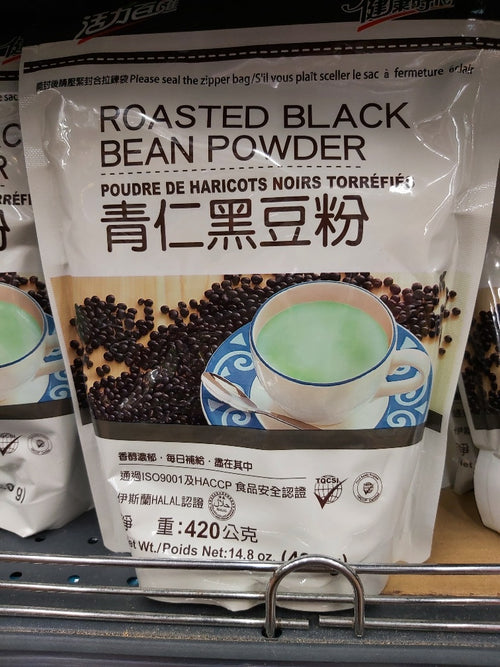 活力百匯
開封後請壓緊封合拉鍊袋 Please seal the zipper bag/S'il vous plaît sceller le sac à fermeture éclair
ROASTED BLACK
BEAN POWDER
POUDRE DE HARICOTS NOIRS TORRÉFIÉS
青仁黑豆粉
香醇濃郁・每日補給・盡在其中
通過ISO9001及HACCP 食品安全認證
TQCSI
伊斯蘭HALAL認證
淨 重:420公克
et Wt./Poids Net:14.8 oz.